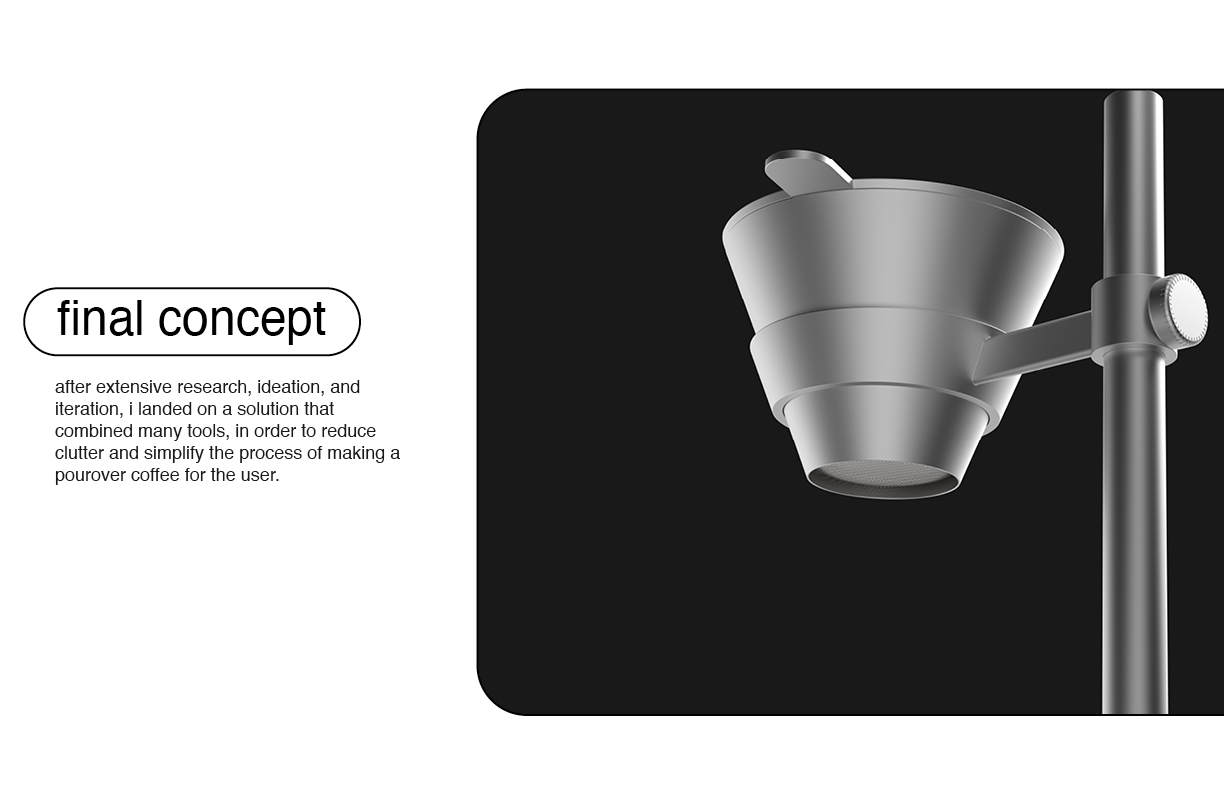 final concept
after extensive research, ideation, and
iteration, i landed on a solution that
combined many tools, in order to reduce
clutter and simplify the process of making a
pourover coffee for the user.